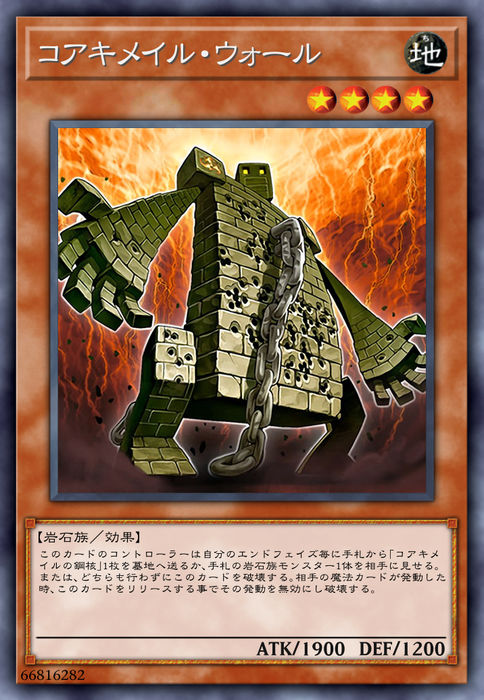 コアキメイル・ウォール
ち
地
【岩石族／効果】
このカードのコントローラーは自分のエンドフェイズ毎に手札から「コアキメ
イルの鋼核」1枚を墓地へ送るか、手札の岩石族モンスター1体を相手に見せる。
または、どちらも行わずにこのカードを破壊する。相手の魔法カードが発動した
時、このカードをリリースする事でその発動を無効にし破壊する。
ATK/1900 DEF/1200
66816282